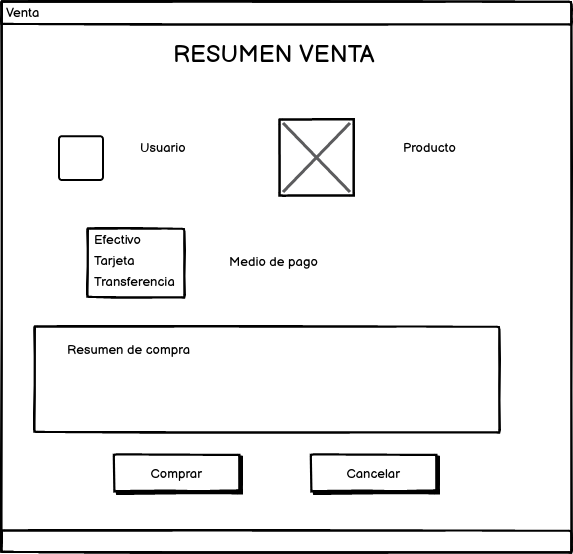 Venta
RESUMEN VENTA
Usuario
Producto
Efectivo
Tarjeta
Transferencia
Medio de pago
Resumen de compra
Comprar
Cancelar